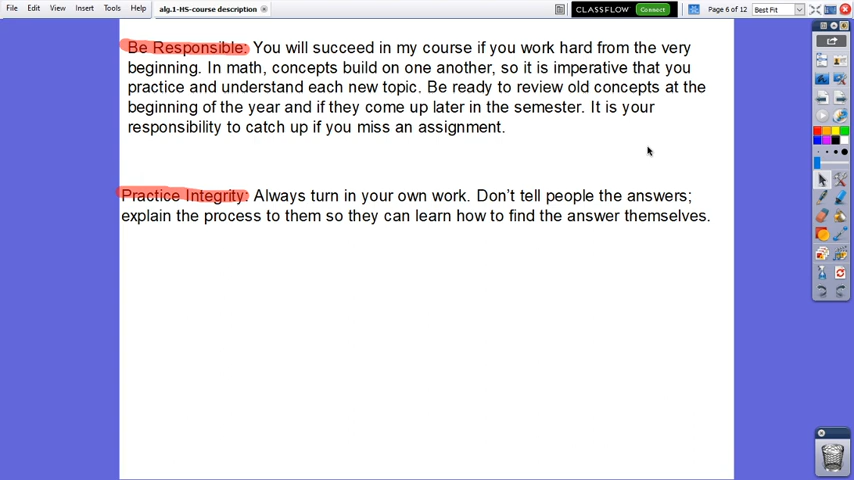 File Edit View Insert Tools Help alg.1-HS-course description CLASSFLOW Connect Page 6 of 12 Best Fit
Be Responsible: You will succeed in my course if you work hard from the very
beginning. In math, concepts build on one another, so it is imperative that you
practice and understand each new topic. Be ready to review old concepts at the
beginning of the year and if they come up later in the semester. It is your
responsibility to catch up if you miss an assignment.
Practice Integrity: Always turn in your own work. Don’t tell people the answers;
explain the process to them so they can learn how to find the answer themselves.